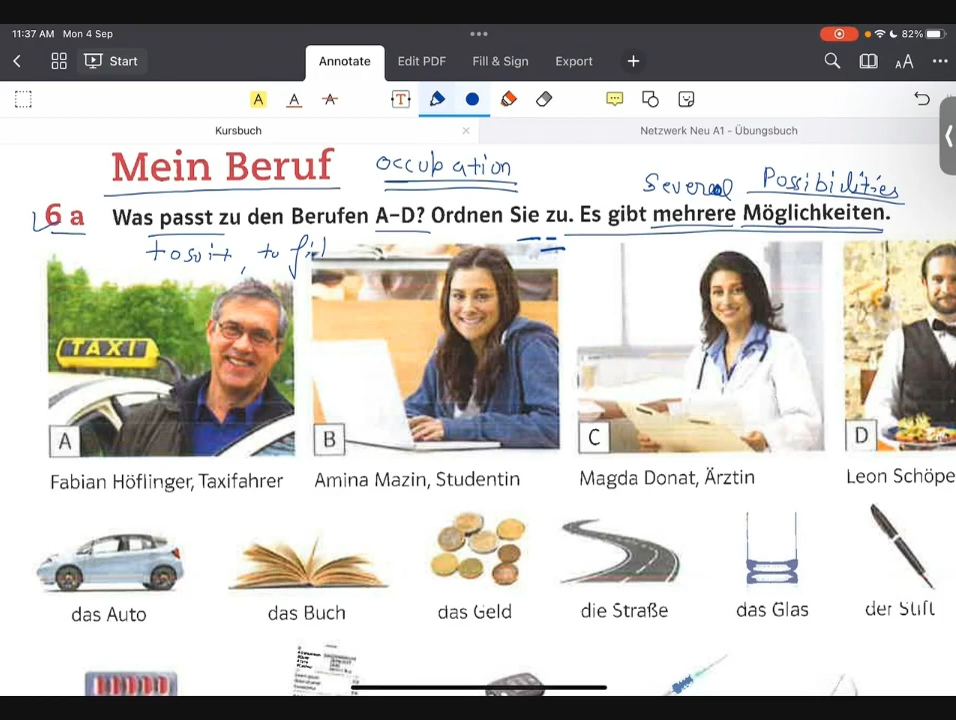 11:37 AM Mon 4 Sep
82%
Start
Annotate
Edit PDF
Fill & Sign
Export
AA
A A A T
Kursbuch
Netzwerk Neu A1 - Übungsbuch
Mein Beruf
occupation
Several Possibilities
6 a Was passt zu den Berufen A–D? Ordnen Sie zu. Es gibt mehrere Möglichkeiten.
to suit, to fit
TAXI
A
B
C
D
Fabian Höflinger, Taxifahrer
Amina Mazin, Studentin
Magda Donat, Ärztin
Leon Schöpe
das Auto
das Buch
das Geld
die Straße
das Glas
der Stift